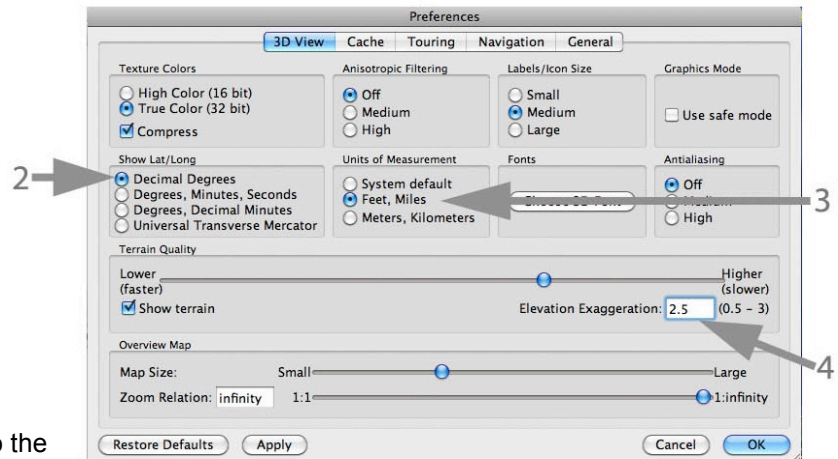 Preferences
3D View Cache Touring Navigation General
Texture Colors Anisotropic Filtering Labels/Icon Size Graphics Mode
High Color (16 bit) Off Small
True Color (32 bit) Medium Medium Use safe mode
Compress High Large
Show Lat/Long Units of Measurement Fonts Antialiasing
2 Decimal Degrees System default Off
Degrees, Minutes, Seconds Feet, Miles Choose 3D Font Medium 3
Degrees, Decimal Minutes Meters, Kilometers High
Universal Transverse Mercator
Terrain Quality
Lower Higher
(faster) (slower)
Show terrain Elevation Exaggeration: 2.5 (0.5 - 3)
Overview Map 4
Map Size: Small Large
Zoom Relation: infinity 1:1 1:infinity
o the
Restore Defaults Apply Cancel OK